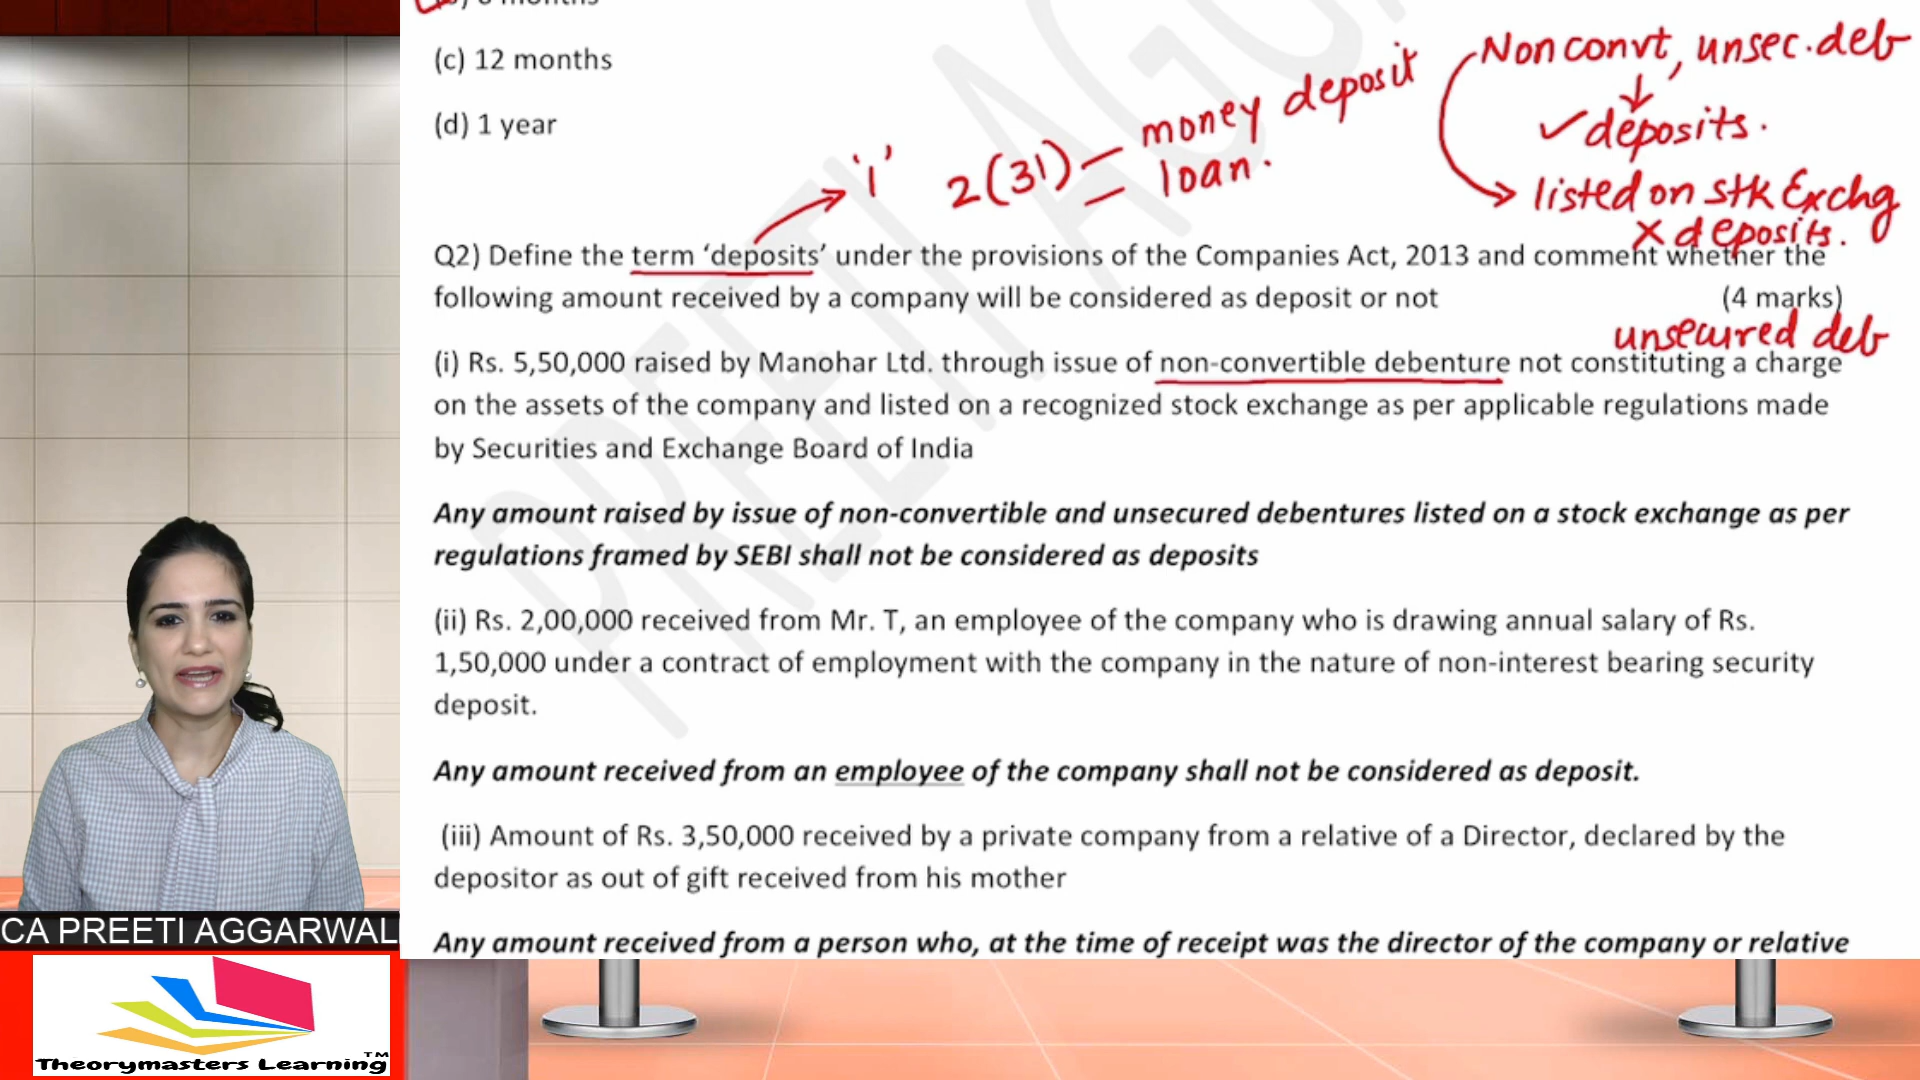 (c) 12 months
(d) 1 year
Non convt, unsec. deb
✓ deposits.
listed on stk Exchg
× deposits.
'1' 2(31) = money deposit
loan.
Q2) Define the term ‘deposits’ under the provisions of the Companies Act, 2013 and comment whether the
following amount received by a company will be considered as deposit or not (4 marks)
unsecured deb
(i) Rs. 5,50,000 raised by Manohar Ltd. through issue of non-convertible debenture not constituting a charge
on the assets of the company and listed on a recognized stock exchange as per applicable regulations made
by Securities and Exchange Board of India
Any amount raised by issue of non-convertible and unsecured debentures listed on a stock exchange as per
regulations framed by SEBI shall not be considered as deposits
(ii) Rs. 2,00,000 received from Mr. T, an employee of the company who is drawing annual salary of Rs.
1,50,000 under a contract of employment with the company in the nature of non-interest bearing security
deposit.
Any amount received from an employee of the company shall not be considered as deposit.
(iii) Amount of Rs. 3,50,000 received by a private company from a relative of a Director, declared by the
depositor as out of gift received from his mother
Any amount received from a person who, at the time of receipt was the director of the company or relative
CA PREETI AGGARWAL
Theorymasters Learning TM
PREETI AG